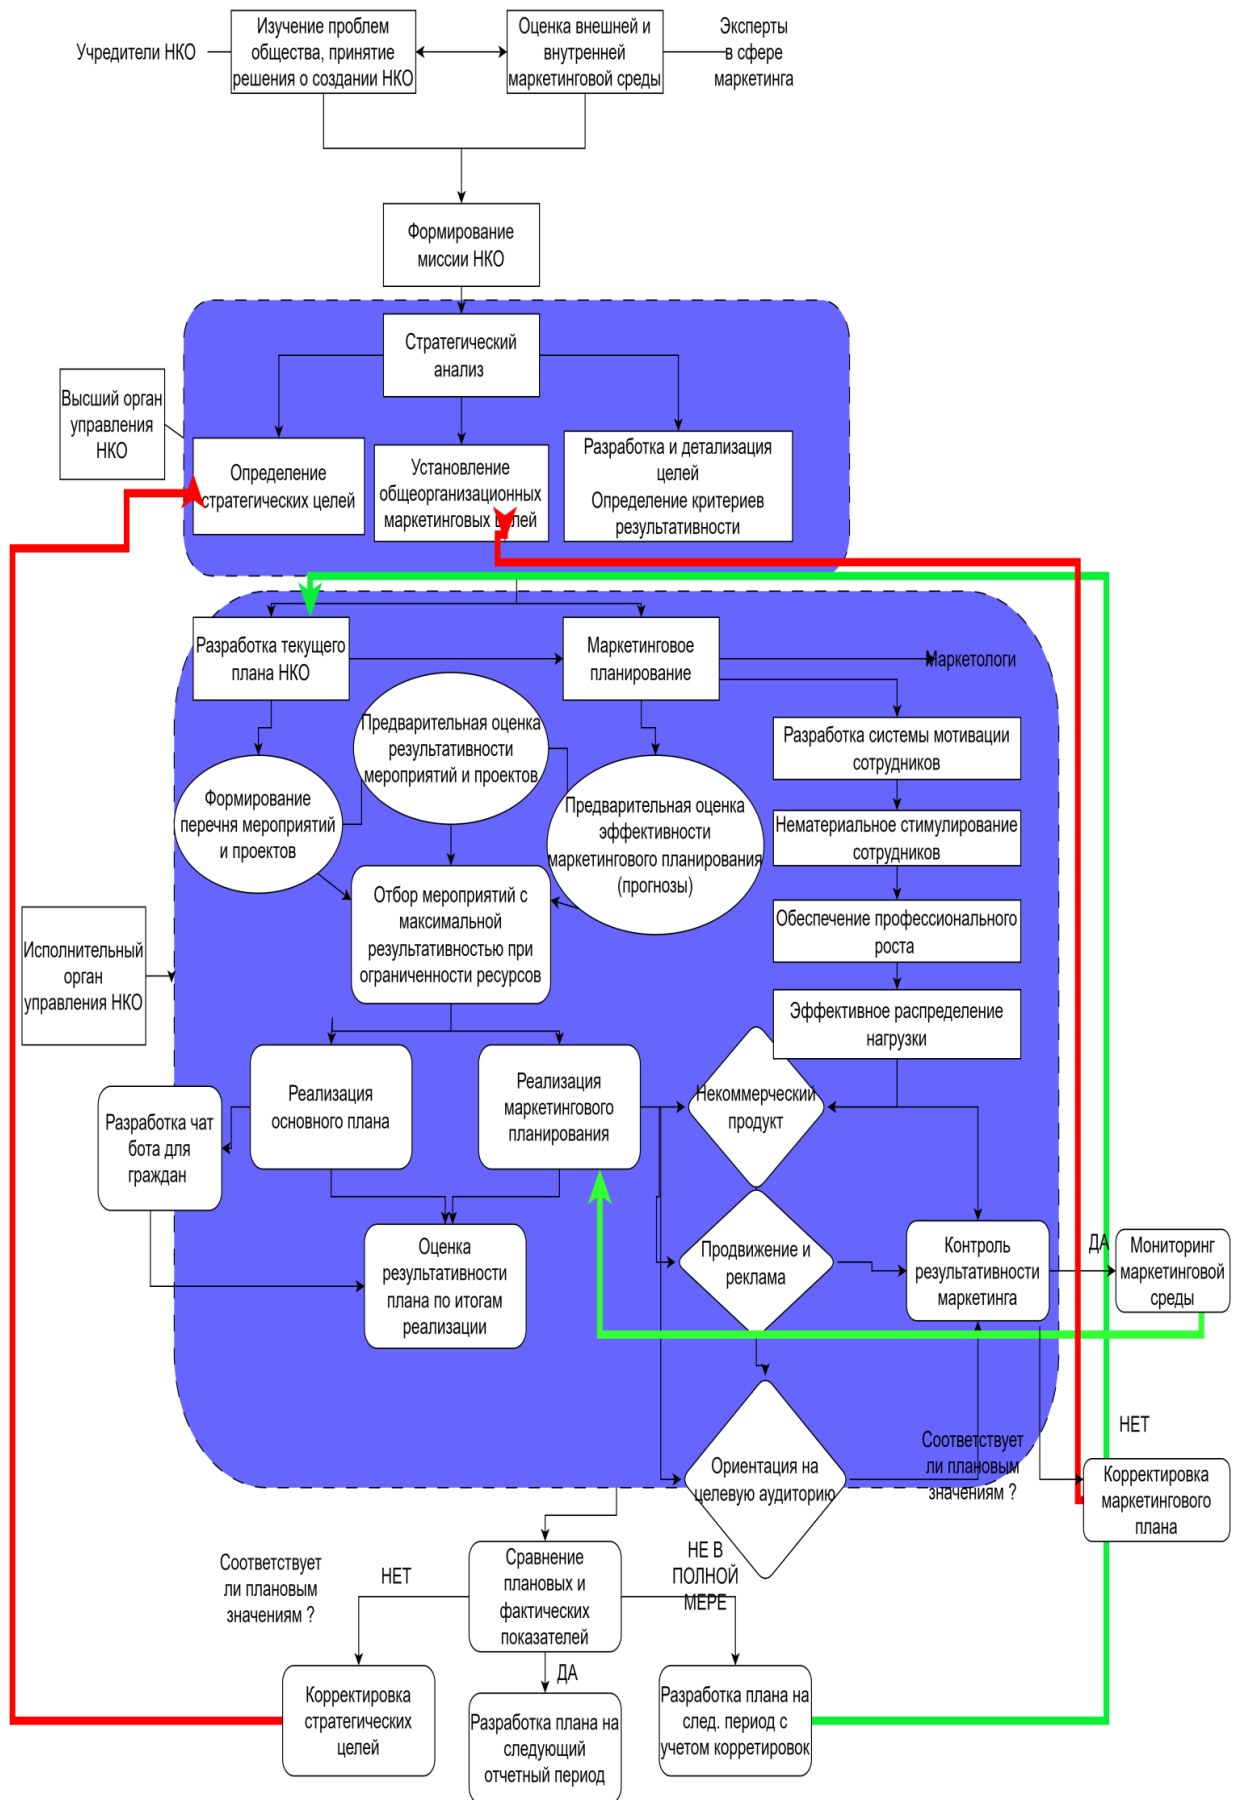 Учредители НКО
Изучение проблем
общества, принятие
решения о создании НКО
Оценка внешней и
внутренней
маркетинговой среды
Эксперты
в сфере
маркетинга
Формирование
миссии НКО
Стратегический
анализ
Высший орган
управления
НКО
Определение
стратегических целей
Установление
общеорганизационных
маркетинговых целей
Разработка и детализация
целей
Определение критериев
результативности
Разработка текущего
плана НКО
Маркетинговое
планирование
Маркетологи
Предварительная оценка
результативности
мероприятий и проектов
Разработка системы мотивации
сотрудников
Формирование
перечня мероприятий
и проектов
Предварительная оценка
эффективности
маркетингового планирования
(прогнозы)
Нематериальное стимулирование
сотрудников
Отбор мероприятий с
максимальной
результативностью при
ограниченности ресурсов
Обеспечение профессионального
роста
Исполнительный
орган
управления НКО
Эффективное распределение
нагрузки
Реализация
основного плана
Реализация
маркетингового
планирования
Некоммерческий
продукт
Разработка чат
бота для
граждан
Оценка
результативности
плана по итогам
реализации
Продвижение и
реклама
Контроль
результативности
маркетинга
ДА
Мониторинг
маркетинговой
среды
НЕТ
Соответствует
ли плановым
значениям ?
Ориентация на
целевую аудиторию
Корректировка
маркетингового
плана
Соответствует
ли плановым
значениям ?
НЕТ
Сравнение
плановых и
фактических
показателей
НЕ В
ПОЛНОЙ
МЕРЕ
ДА
Корректировка
стратегических
целей
Разработка плана на
следующий
отчетный период
Разработка плана на
след. период с
учетом корретировок